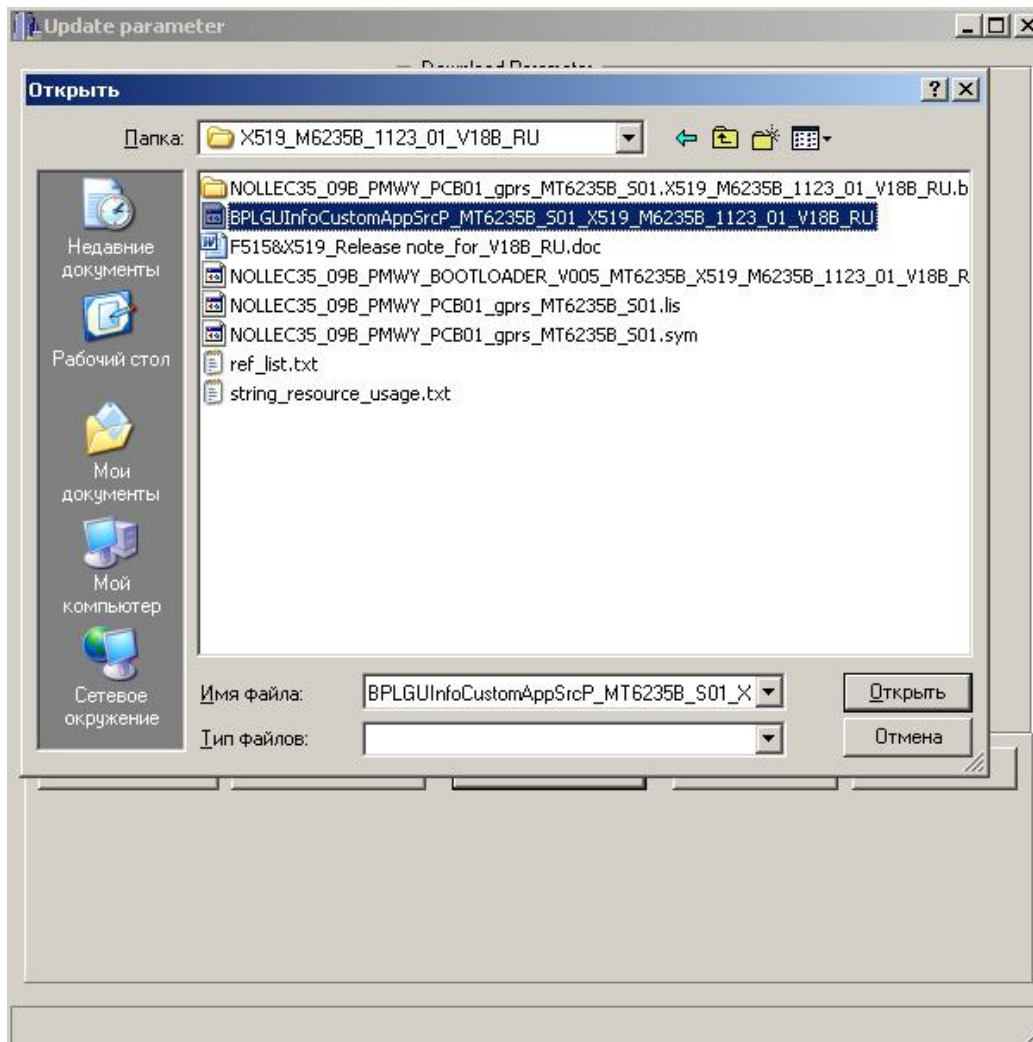 Update parameter
Download Parameter
Открыть
Папка:
X519_M6235B_1123_01_V18B_RU
Недавние
документы
Рабочий стол
Мои
документы
Мой
компьютер
Сетевое
окружение
NOLLEC35_09B_PMWY_PCB01_gprs_MT6235B_S01.X519_M6235B_1123_01_V18B_RU.b
BPLGUInfoCustomAppSrcP_MT6235B_S01_X519_M6235B_1123_01_V18B_RU
F515&X519_Release note_for_V18B_RU.doc
NOLLEC35_09B_PMWY_BOOTLOADER_V005_MT6235B_X519_M6235B_1123_01_V18B_R
NOLLEC35_09B_PMWY_PCB01_gprs_MT6235B_S01.lis
NOLLEC35_09B_PMWY_PCB01_gprs_MT6235B_S01.sym
ref_list.txt
string_resource_usage.txt
Имя файла:
BPLGUInfoCustomAppSrcP_MT6235B_S01_X
Открыть
Тип файлов:
Отмена